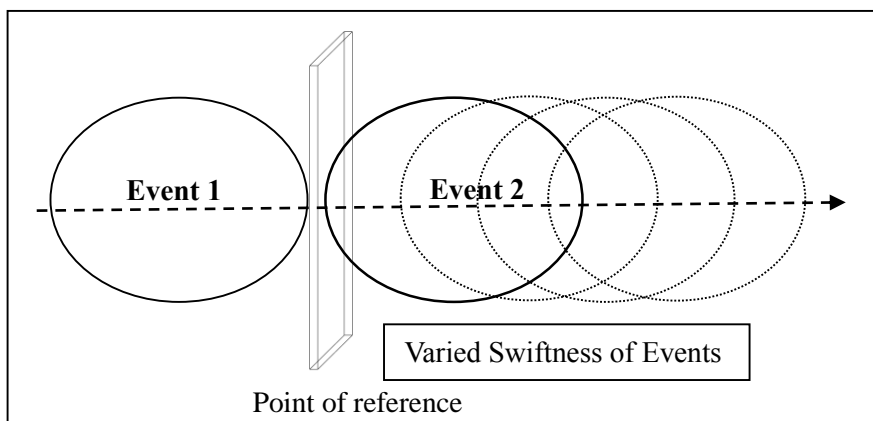 Event 1
Event 2
Varied Swiftness of Events
Point of reference